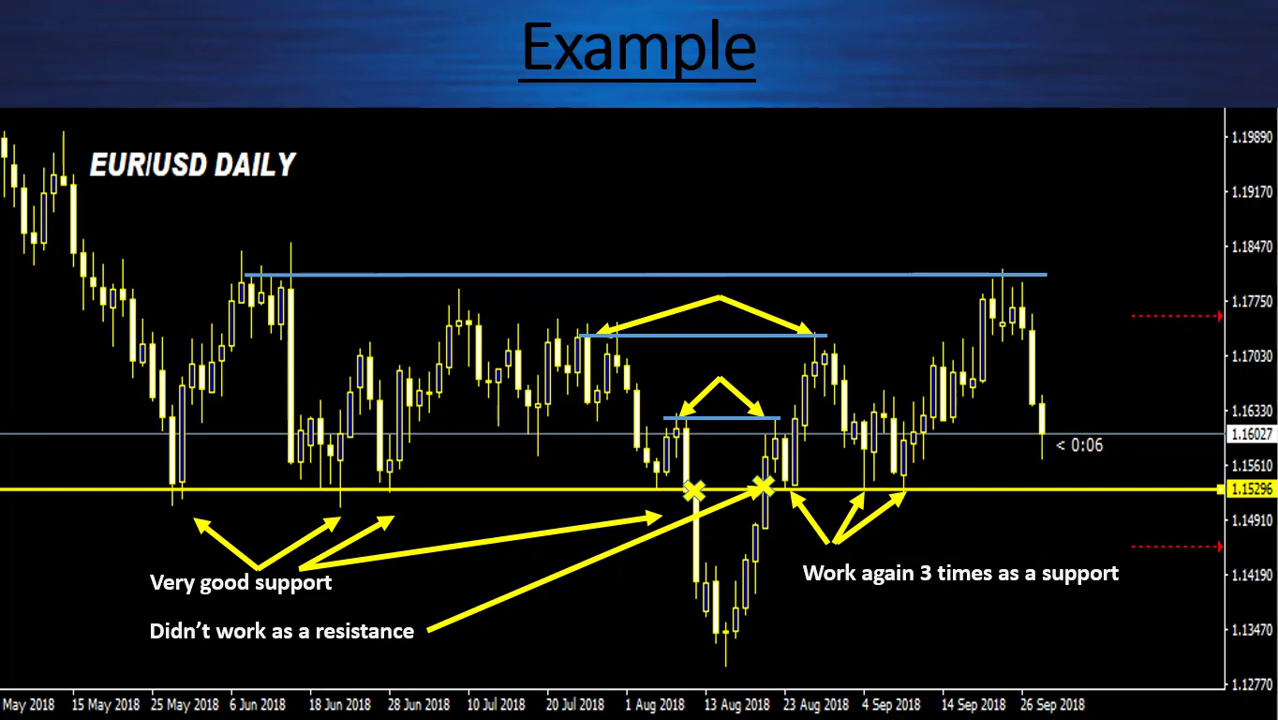 Example
EUR/USD DAILY
1.19890
1.19170
1.18470
1.17750
1.17030
1.16330
1.16027
< 0:06
1.15610
1.15296
1.14910
Work again 3 times as a support
1.14190
Very good support
Didn't work as a resistance
1.13470
1.12770
May 2018 15 May 2018 25 May 2018 6 Jun 2018 18 Jun 2018 28 Jun 2018 10 Jul 2018 20 Jul 2018 1 Aug 2018 13 Aug 2018 23 Aug 2018 4 Sep 2018 14 Sep 2018 26 Sep 2018